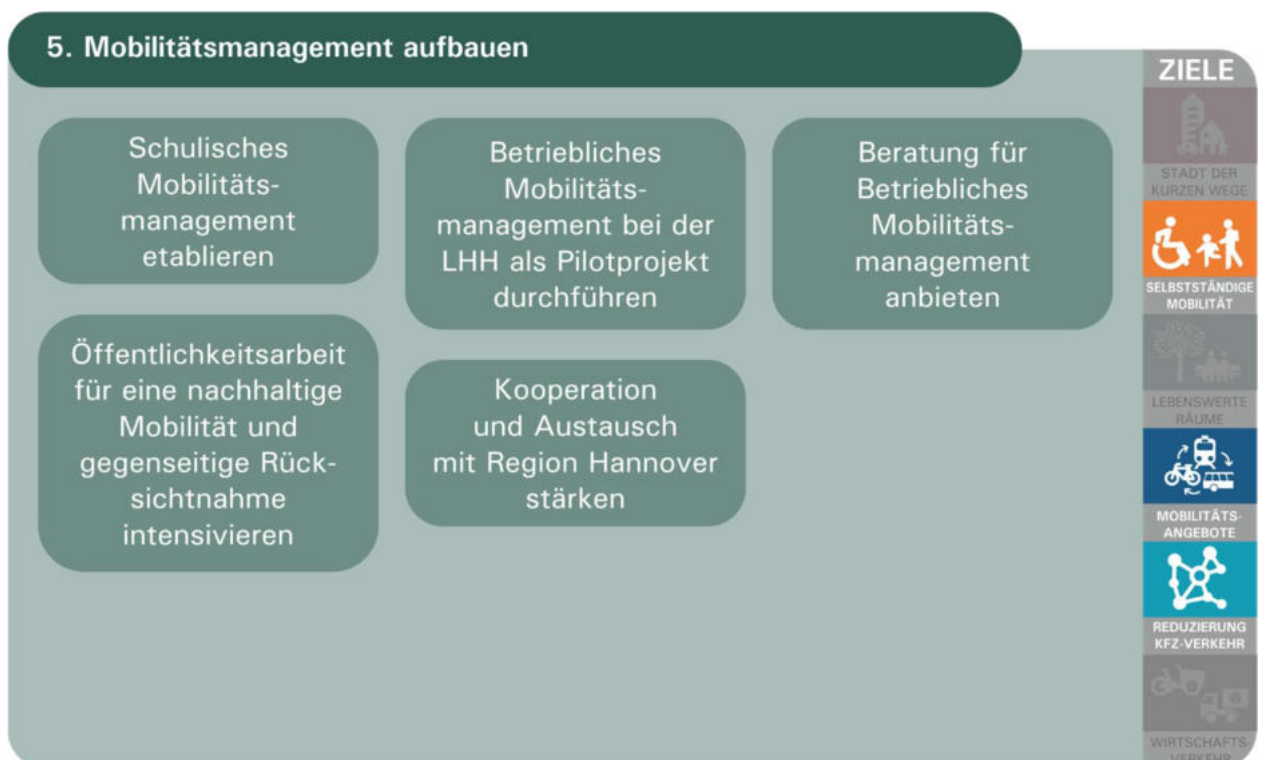 5. Mobilitätsmanagement aufbauen
Schulisches
Mobilitäts-
management
etablieren
Betriebliches
Mobilitäts-
management bei der
LHH als Pilotprojekt
durchführen
Beratung für
Betriebliches
Mobilitäts-
management
anbieten
Öffentlichkeitsarbeit
für eine nachhaltige
Mobilität und
gegenseitige Rück-
sichtnahme
intensivieren
Kooperation
und Austausch
mit Region Hannover
stärken
ZIELE
STADT DER
KURZEN WEGE
SELBSTSTÄNDIGE
MOBILITÄT
LEBENSWERTE
RÄUME
MOBILITÄTS-
ANGEBOTE
REDUZIERUNG
KFZ-VERKEHR
WIRTSCHAFTS-
VERKEHR